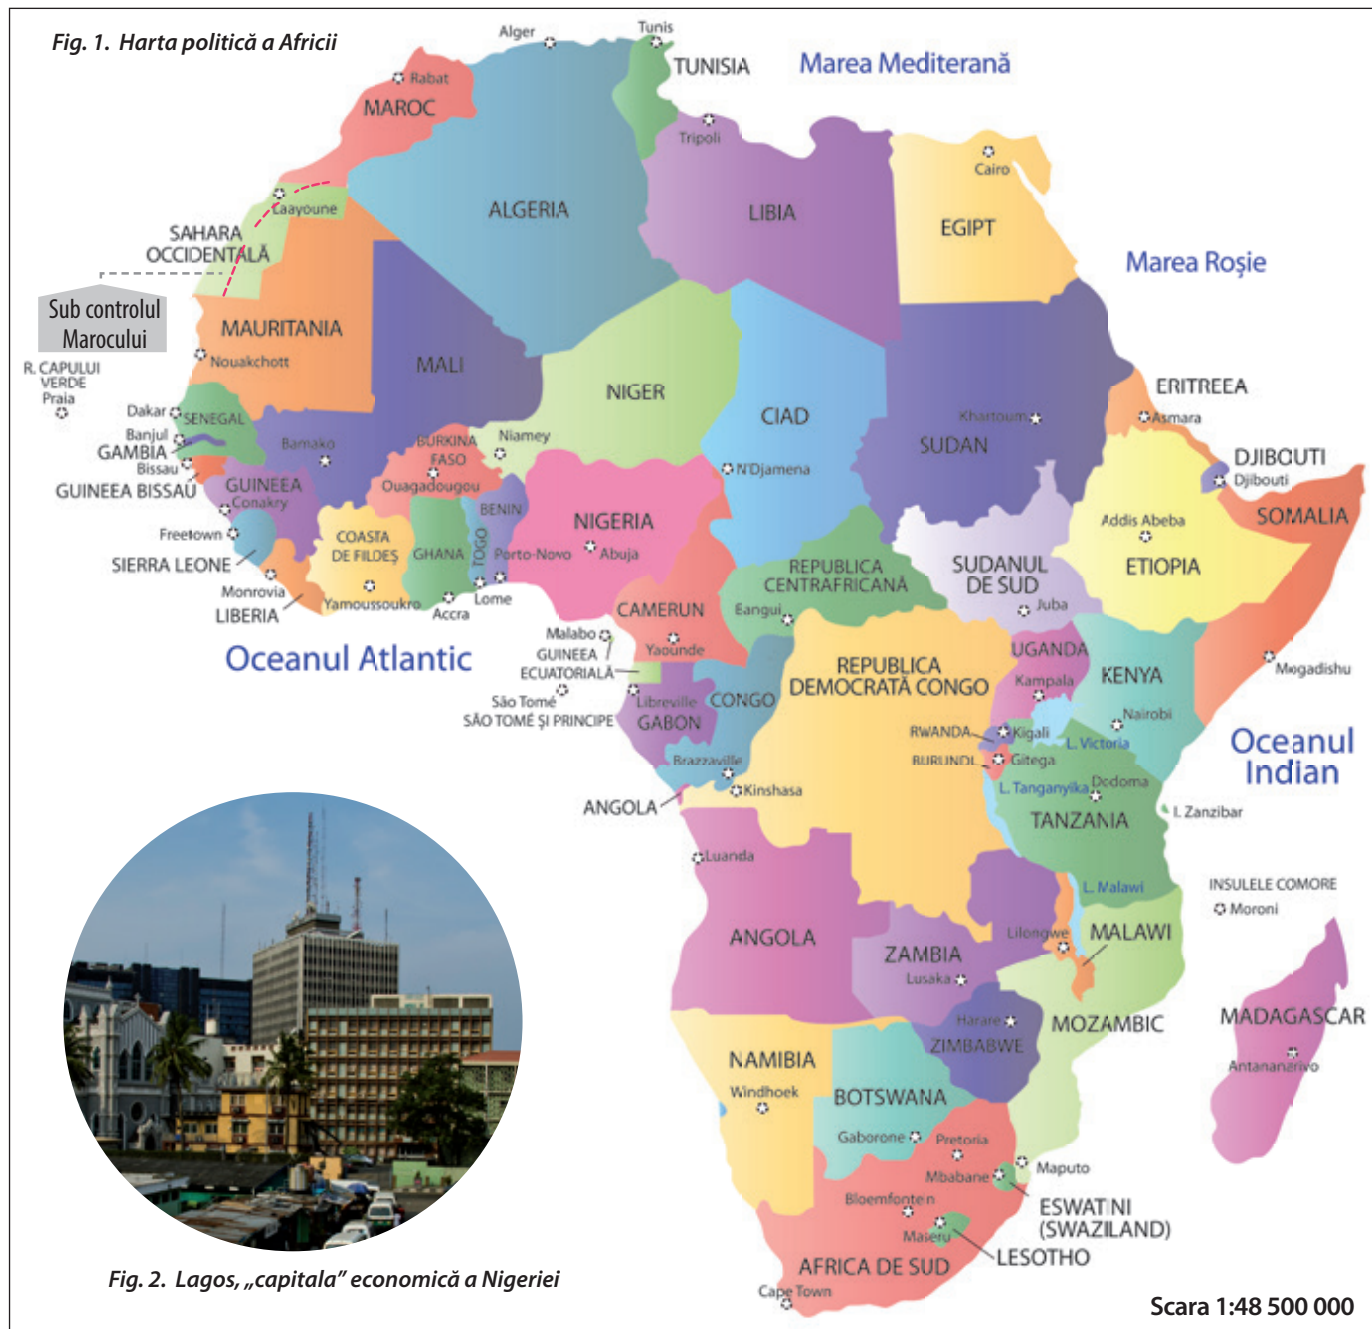 Fig. 1. Harta politică a Africii
Alger
Tunis
TUNISIA
Marea Mediterană
Rabat
MAROC
Tripoli
Cairo
Laayoune
ALGERIA
LIBIA
EGIPT
SAHARA
OCCIDENTALĂ
Marea Roșie
Sub controlul
Marocului
MAURITANIA
Nouakchott
MALI
NIGER
CIAD
R. CAPULUI
VERDE
Praia
ERITREEA
Asmara
Dakar
SENEGAL
Khartoum
SUDAN
Banjul
GAMBIA
Bamako
BURKINA
FASO
Niamey
N'Djamena
DJIBOUTI
Djibouti
Bissau
GUINEEA BISSAU
GUINEEA
Conakry
Ouagadougou
BENIN
NIGERIA
Abuja
SOMALIA
Addis Abeba
ETIOPIA
Freetown
SIERRA LEONE
COASTA
DE FILDEȘ
GHANA
TOGO
Porto-Novo
REPUBLICA
CENTRAFRICANĂ
SUDANUL
DE SUD
Monrovia
LIBERIA
Yamoussoukro
Accra
Lome
CAMERUN
Eangui
Juba
Oceanul Atlantic
Malabo
GUINEEA
ECUATORIALĂ
Yaounde
REPUBLICA
DEMOCRATĂ CONGO
UGANDA
Kampala
KENYA
Mogadishu
São Tomé
SÃO TOMÉ ȘI PRINCIPE
Libreville
GABON
CONGO
Nairobi
RWANDA
Kigali
L. Victoria
Oceanul
Indian
Brazzaville
BURUNDI
Gitega
Kinshasa
ANGOLA
L. Tanganyika
Dodoma
TANZANIA
I. Zanzibar
Luanda
L. Malawi
INSULELE COMORE
Moroni
ANGOLA
ZAMBIA
Lusaka
Lilongwe
MALAWI
Harare
ZIMBABWE
MOZAMBIC
MADAGASCAR
Antananarivo
NAMIBIA
Windhoek
BOTSWANA
Gaborone
Pretoria
Mbabane
Maputo
Bloemfontein
ESWATINI
(SWAZILAND)
Maseru
LESOTHO
AFRICA DE SUD
Cape Town
Fig. 2. Lagos, „capitala” economică a Nigeriei
Scara 1:48 500 000